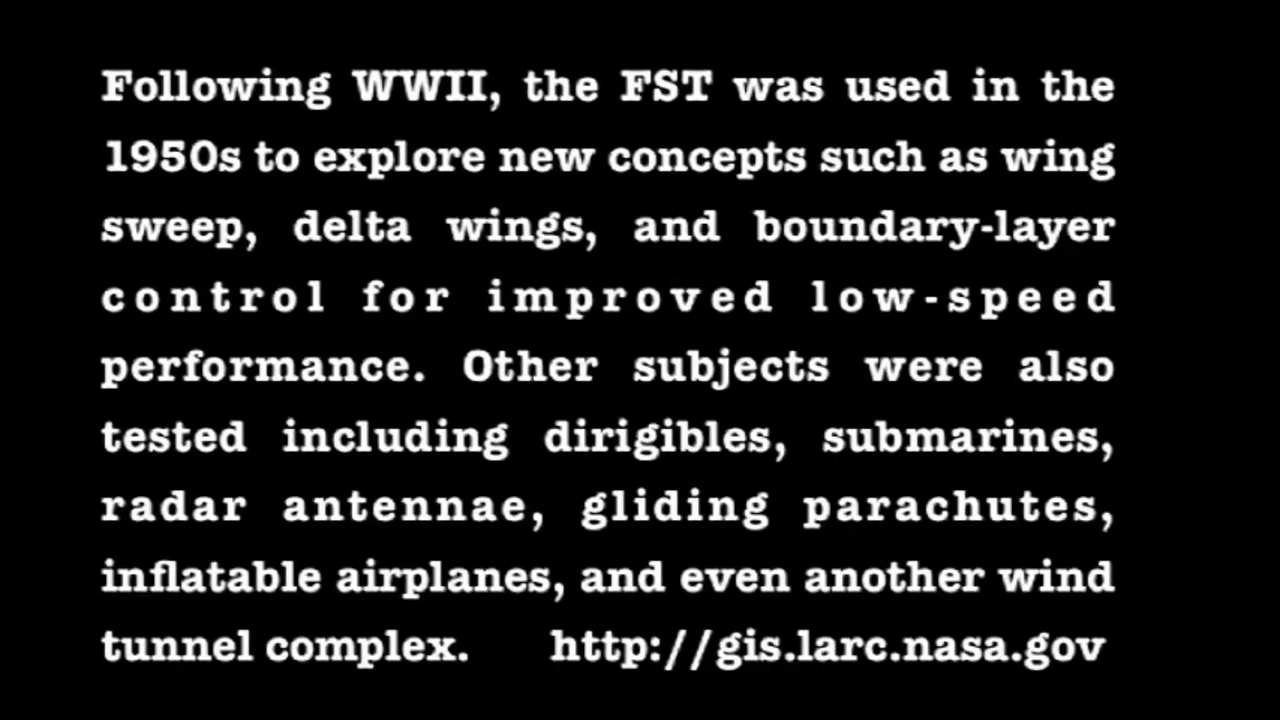 Following WWII, the FST was used in the
1950s to explore new concepts such as wing
sweep, delta wings, and boundary-layer
control for improved low-speed
performance. Other subjects were also
tested including dirigibles, submarines,
radar antennae, gliding parachutes,
inflatable airplanes, and even another wind
tunnel complex. http://gis.larc.nasa.gov